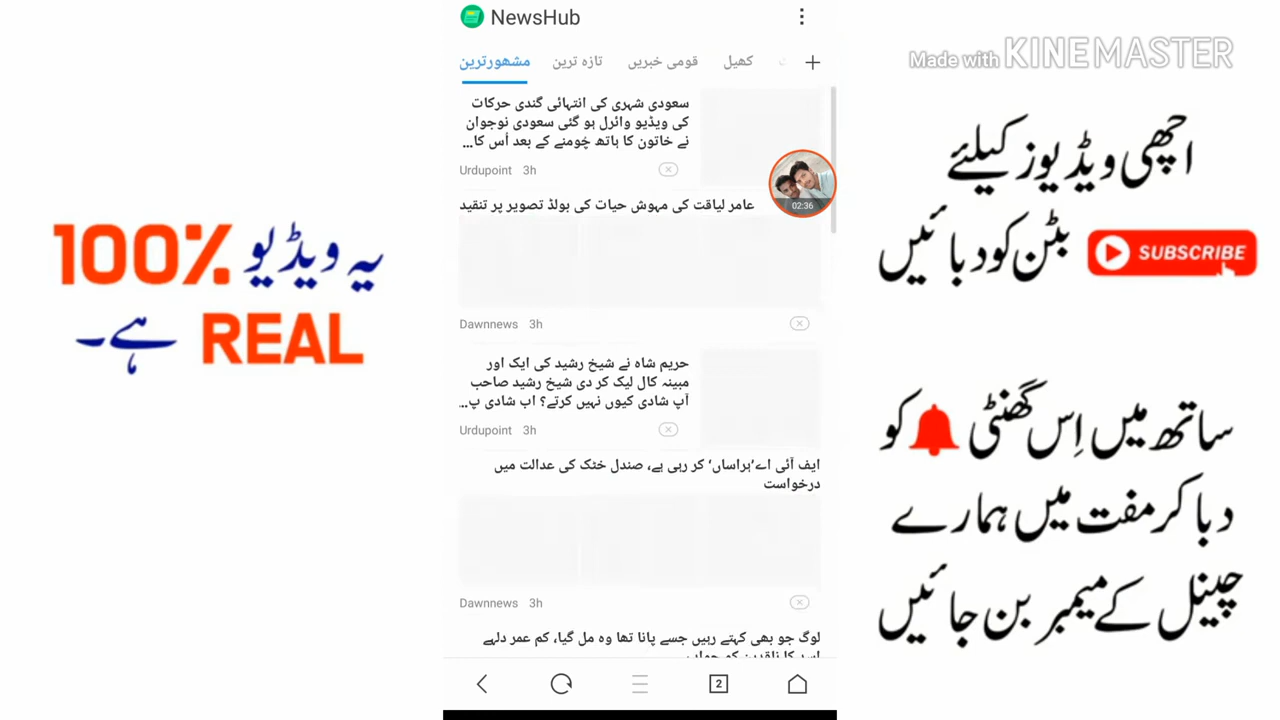 یہ ویڈیو 100%
REAL ہے۔
NewsHub
مشہورترین تازہ ترین قومی خبریں کھیل
سعودی شہری کی انتہائی گندی حرکات
کی ویڈیو وائرل ہو گئی سعودی نوجوان
نے خاتون کا ہاتھ چُومنے کے بعد اُس کا...
Urdupoint 3h
02:36
عامر لیاقت کی مہوش حیات کی بولڈ تصویر پر تنقید
Dawnnews 3h
حریم شاہ نے شیخ رشید کی ایک اور
مبینہ کال لیک کر دی شیخ رشید صاحب
آپ شادی کیوں نہیں کرتے؟ اب شادی پ...
Urdupoint 3h
ایف آئی اے 'ہراساں' کر رہی ہے، صندل خٹک کی عدالت میں
درخواست
Dawnnews 3h
لوگ جو بھی کہتے رہیں جسے پانا تھا وہ مل گیا، کم عمر دلہے
2
Made with KINEMASTER
اچھی ویڈیوز کیلئے
بٹن کو دبائیں SUBSCRIBE
ساتھ میں اِس گھنٹی کو
دبا کر مفت میں ہمارے
چینل کے میمبر بن جائیں